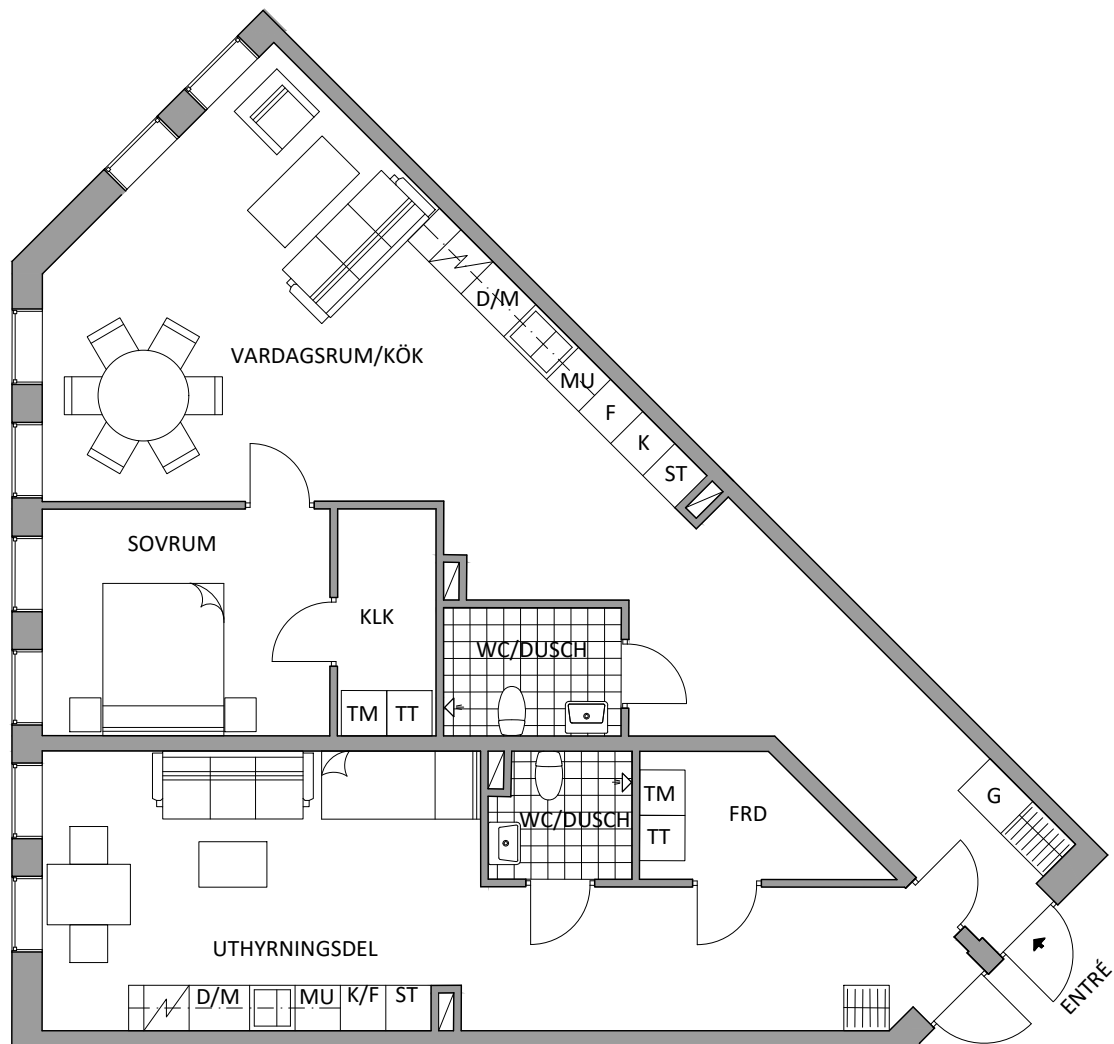 D/M
VARDAGSRUM/KÖK
MU
F
K
ST
SOVRUM
KLK
WC/DUSCH
TM TT
G
TM
TT
WC/DUSCH
FRD
UTHYRNINGSDEL
D/M MU K/F ST
ENTRÉ